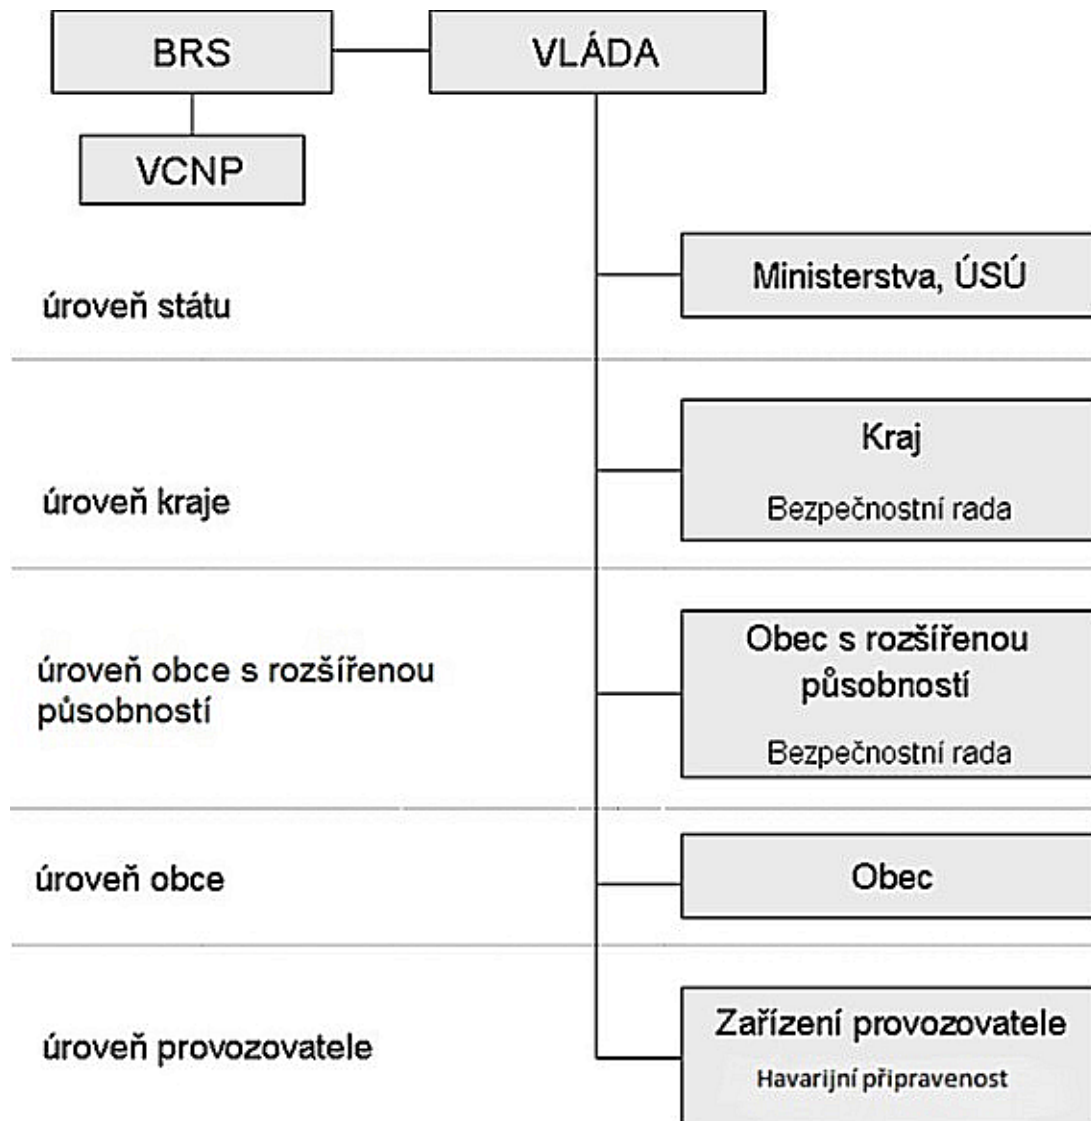 BRS
VLÁDA
VCNP
Ministerstva, ÚSÚ
úroveň státu
Kraj
Bezpečnostní rada
úroveň kraje
Obec s rozšířenou
působností
Bezpečnostní rada
úroveň obce s rozšířenou
působností
úroveň obce
Obec
Zařízení provozovatele
Havarijní připravenost
úroveň provozovatele